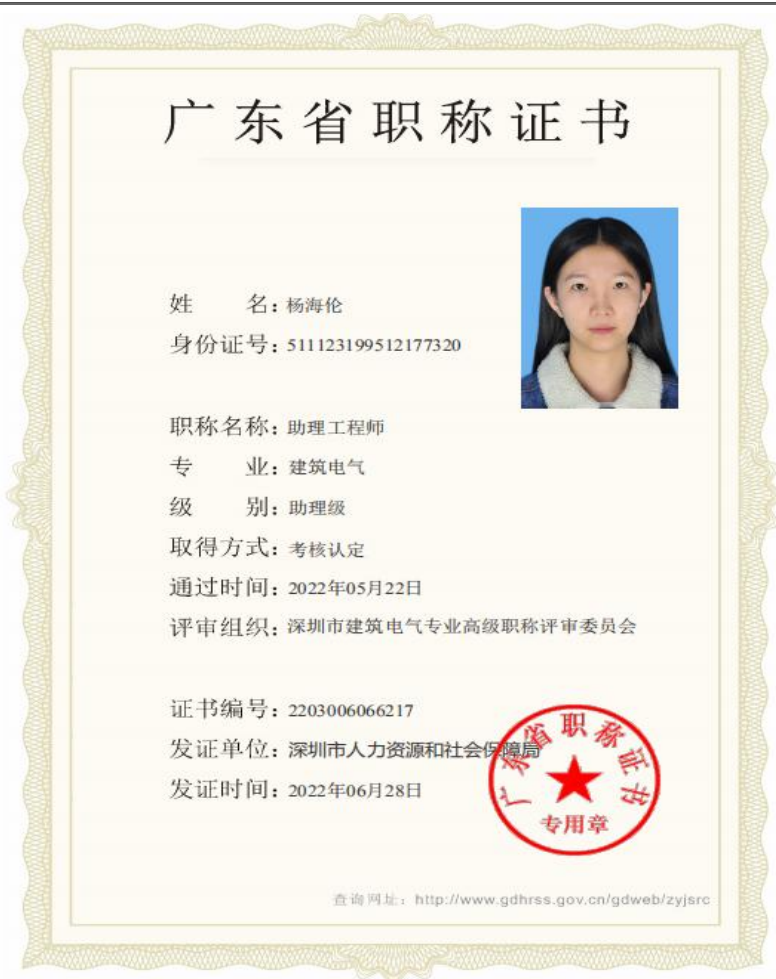 广东省职称证书
姓 名：杨海伦
身份证号：511123199512177320
职称名称：助理工程师
专 业：建筑电气
级 别：助理级
取得方式：考核认定
通过时间：2022年05月22日
评审组织：深圳市建筑电气专业高级职称评审委员会
证书编号：2203006066217
发证单位：深圳市人力资源和社会保障局
发证时间：2022年06月28日
广东省职称证书
专用章
查询网址：http://www.gdhrss.gov.cn/gdweb/zyjsrc